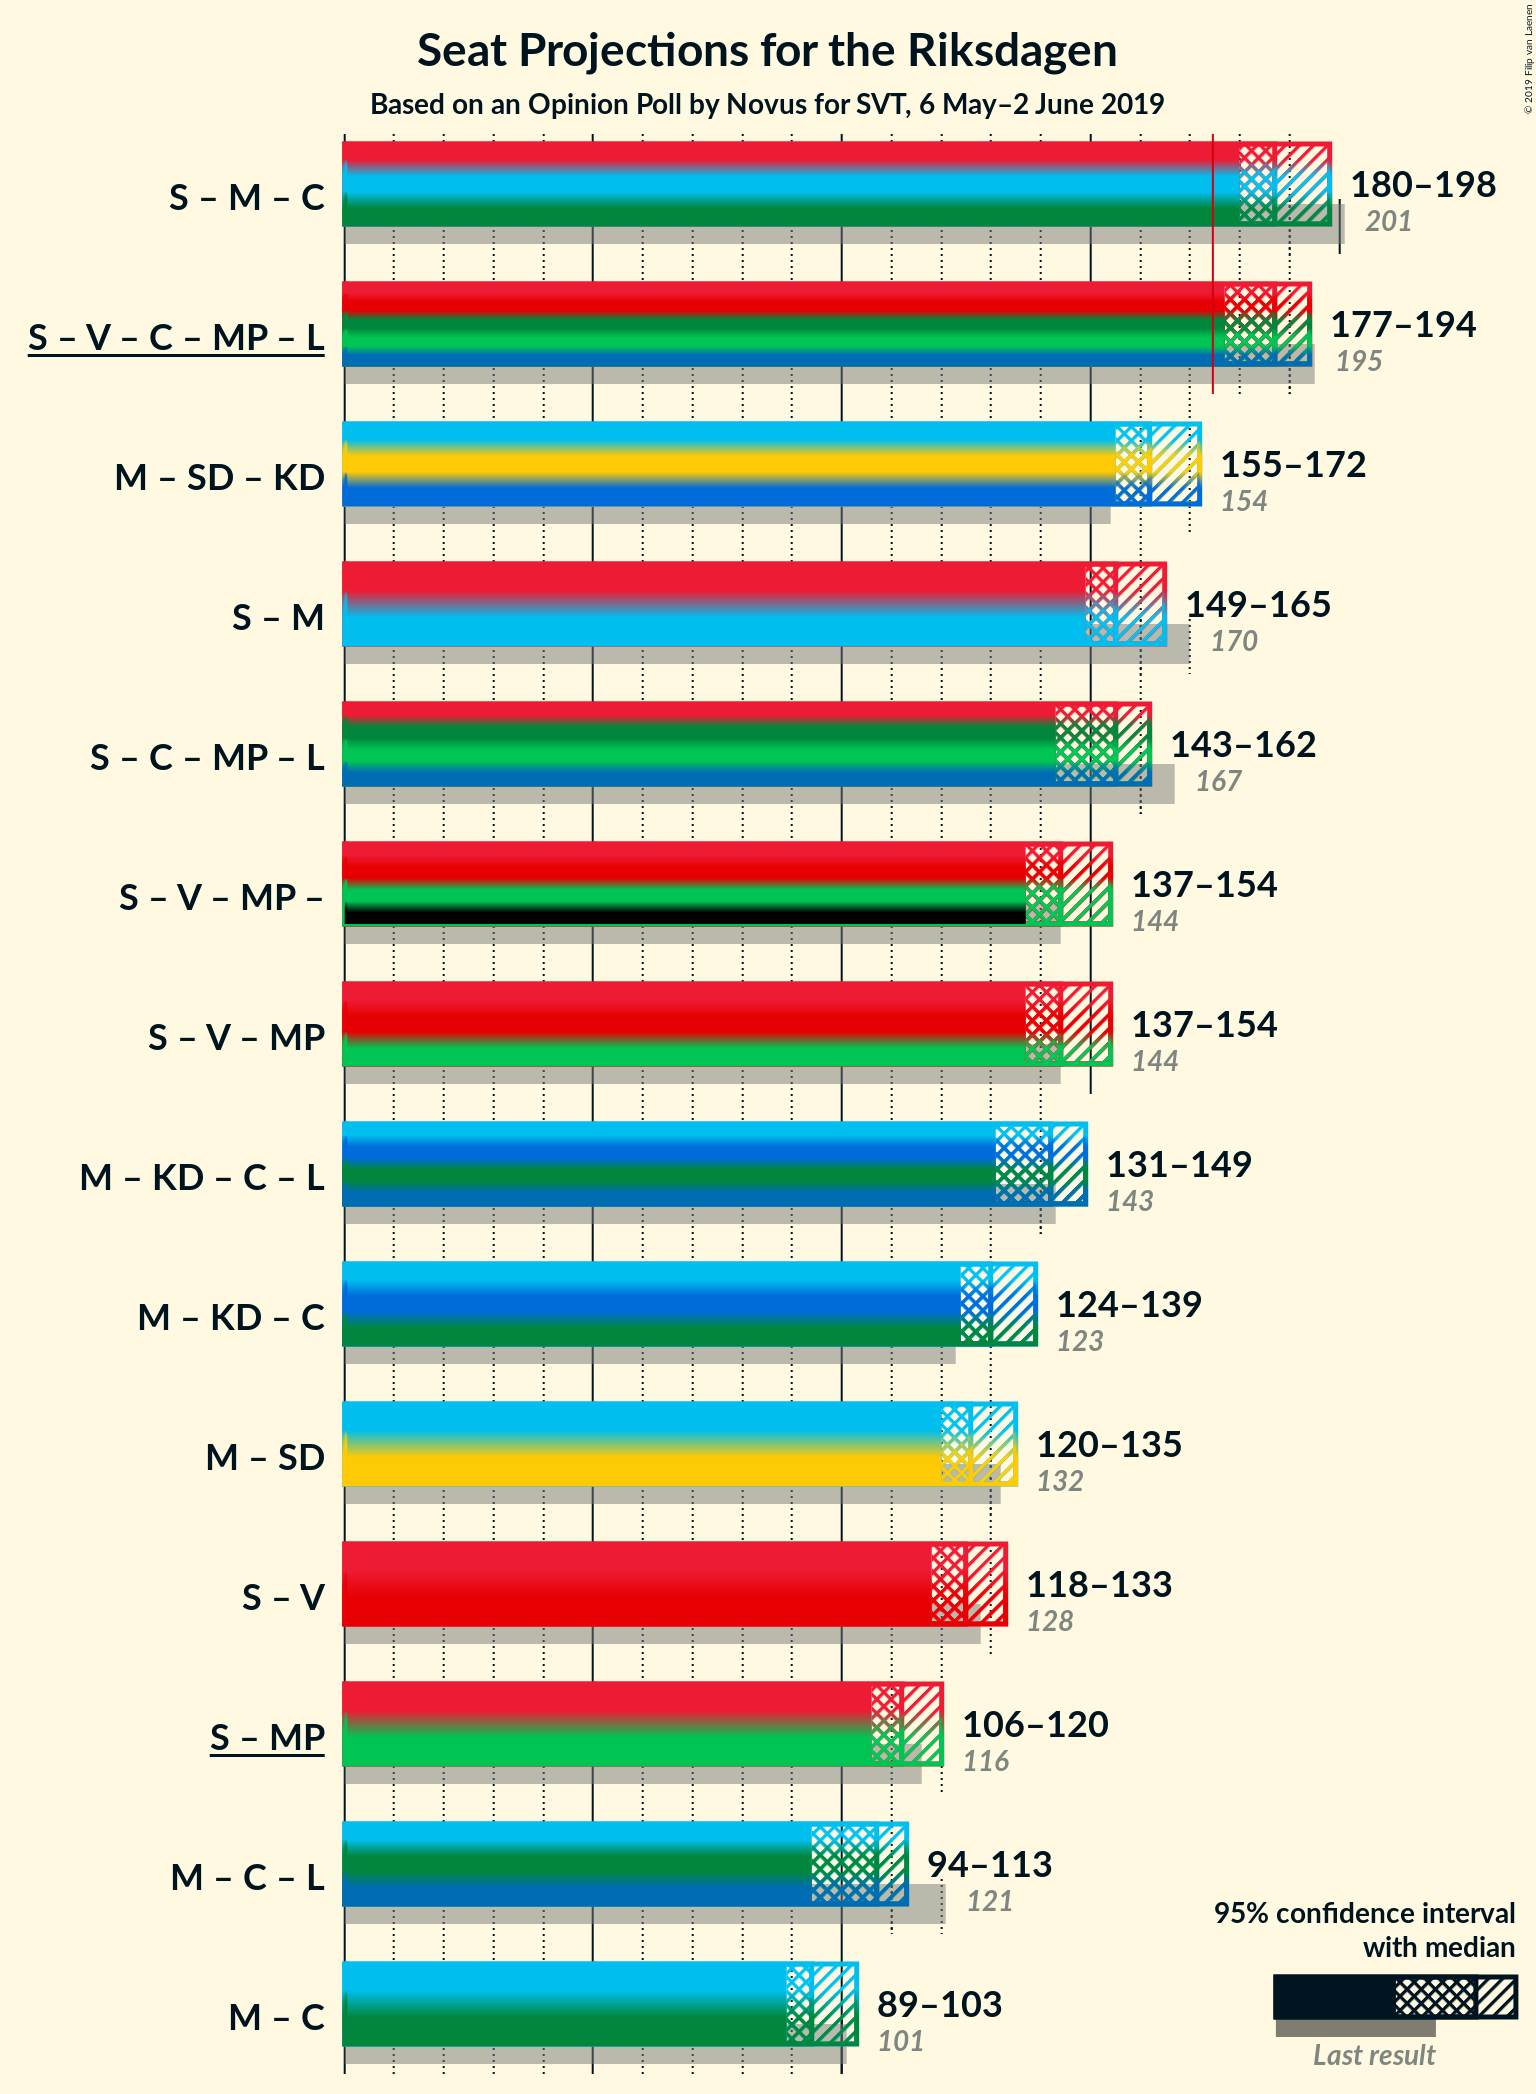 Seat Projections for the Riksdagen
Based on an Opinion Poll by Novus for SVT, 6 May–2 June 2019
© 2019 Filip van Laenen
S – M – C
180–198
201
S – V – C – MP – L
177–194
195
M – SD – KD
155–172
154
S – M
149–165
170
S – C – MP – L
143–162
167
S – V – MP –
137–154
144
S – V – MP
137–154
144
M – KD – C – L
131–149
143
M – KD – C
124–139
123
M – SD
120–135
132
S – V
118–133
128
S – MP
106–120
116
M – C – L
94–113
121
M – C
89–103
101
95% confidence interval
with median
Last result